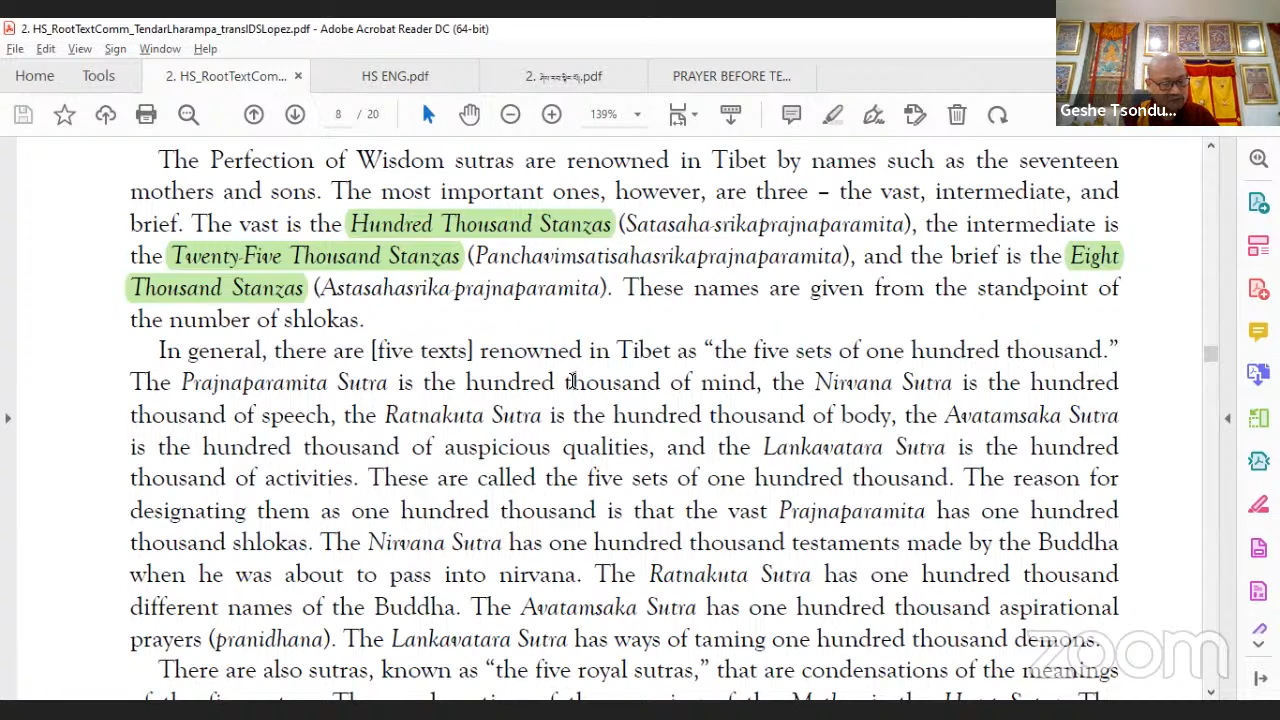 2. HS_RootTextComm_TendarLharampa_transIDSLopez.pdf - Adobe Acrobat Reader DC (64-bit)
File Edit View Sign Window Help
Home Tools 2. HS_RootTextCom... × HS ENG.pdf PRAYER BEFORE TE...
8 / 20 139%
Geshe Tsondu...
The Perfection of Wisdom sutras are renowned in Tibet by names such as the seventeen
mothers and sons. The most important ones, however, are three – the vast, intermediate, and
brief. The vast is the Hundred Thousand Stanzas (Satasaha-srikaprajnaparamita), the intermediate is
the Twenty-Five Thousand Stanzas (Panchavimsatisahasrikaprajnaparamita), and the brief is the Eight
Thousand Stanzas (Astasahasrika-prajnaparamita). These names are given from the standpoint of
the number of shlokas.
In general, there are [five texts] renowned in Tibet as “the five sets of one hundred thousand.”
The Prajnaparamita Sutra is the hundred thousand of mind, the Nirvana Sutra is the hundred
thousand of speech, the Ratnakuta Sutra is the hundred thousand of body, the Avatamsaka Sutra
is the hundred thousand of auspicious qualities, and the Lankavatara Sutra is the hundred
thousand of activities. These are called the five sets of one hundred thousand. The reason for
designating them as one hundred thousand is that the vast Prajnaparamita has one hundred
thousand shlokas. The Nirvana Sutra has one hundred thousand testaments made by the Buddha
when he was about to pass into nirvana. The Ratnakuta Sutra has one hundred thousand
different names of the Buddha. The Avatamsaka Sutra has one hundred thousand aspirational
prayers (pranidhana). The Lankavatara Sutra has ways of taming one hundred thousand demons.
There are also sutras, known as “the five royal sutras,” that are condensations of the meanings
zoom